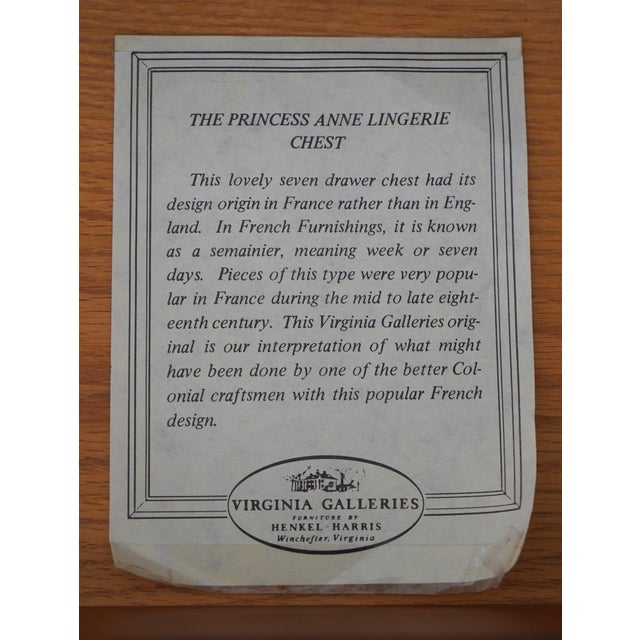 THE PRINCESS ANNE LINGERIE
CHEST
This lovely seven drawer chest had its
design origin in France rather than in Eng-
land. In French Furnishings, it is known
as a semainier, meaning week or seven
days. Pieces of this type were very popu-
lar in France during the mid to late eight-
eenth century. This Virginia Galleries orig-
inal is our interpretation of what might
have been done by one of the better Col-
onial craftsmen with this popular French
design.
VIRGINIA GALLERIES
FURNITURE BY
HENKEL-HARRIS
Winchefter, Virginia